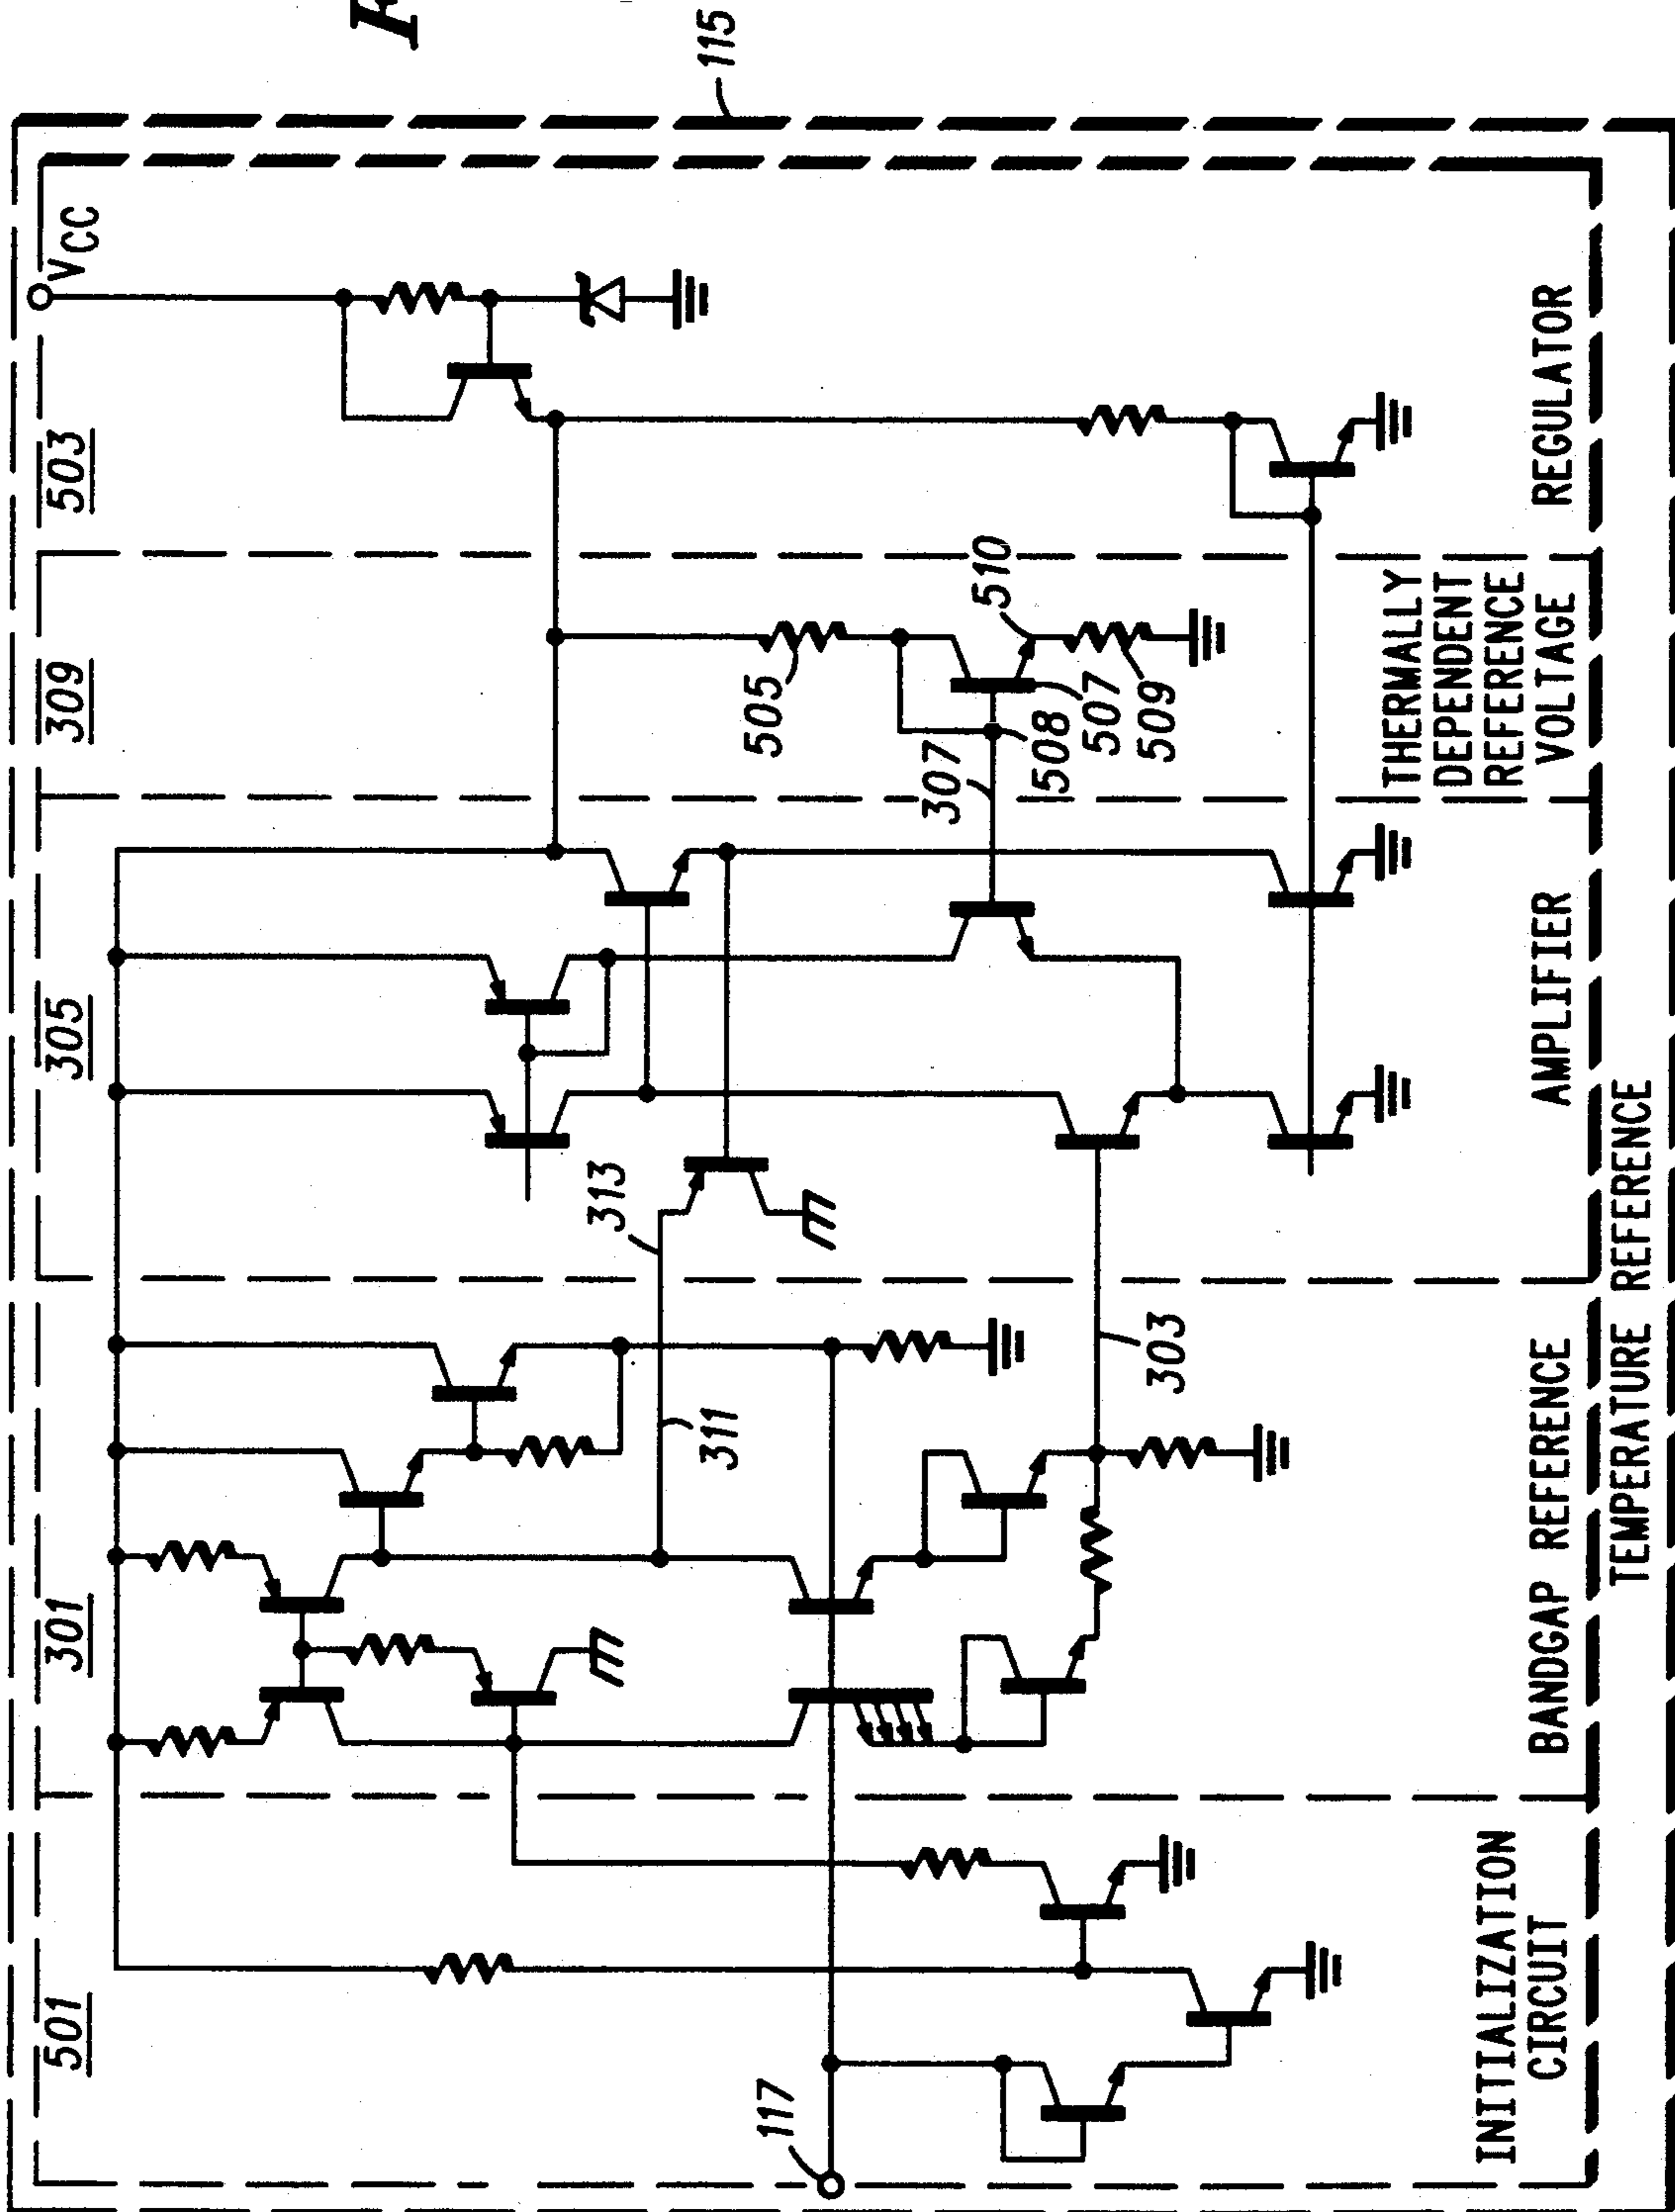 115
503
VCC
309
305
301
501
505
510
307
508
507
509
313
311
303
117
REGULATOR
THERMALLY
DEPENDENT
REFERENCE
VOLTAGE
AMPLIFIER
BANDGAP REFERENCE
INITIALIZATION
CIRCUIT
TEMPERATURE REFERENCE